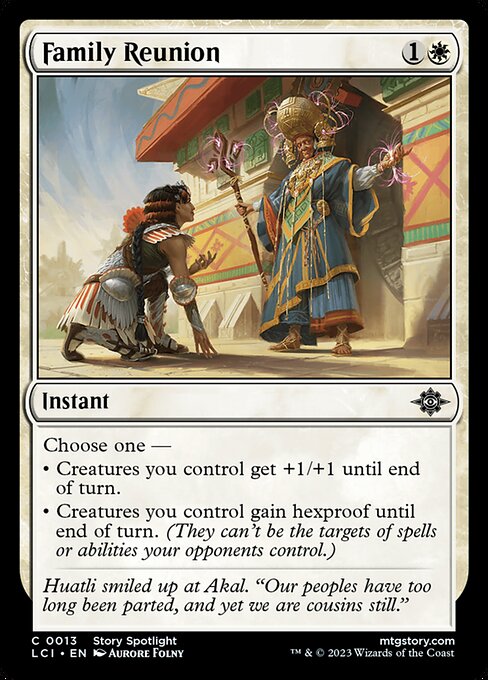 Family Reunion 1
Instant
Choose one —
• Creatures you control get +1/+1 until end
of turn.
• Creatures you control gain hexproof until
end of turn. (They can't be the targets of spells
or abilities your opponents control.)
Huatli smiled up at Akal. “Our peoples have too
long been parted, and yet we are cousins still.”
C 0013 Story Spotlight mtgstory.com
LCI • EN Aurore Folny ™ & © 2023 Wizards of the Coast